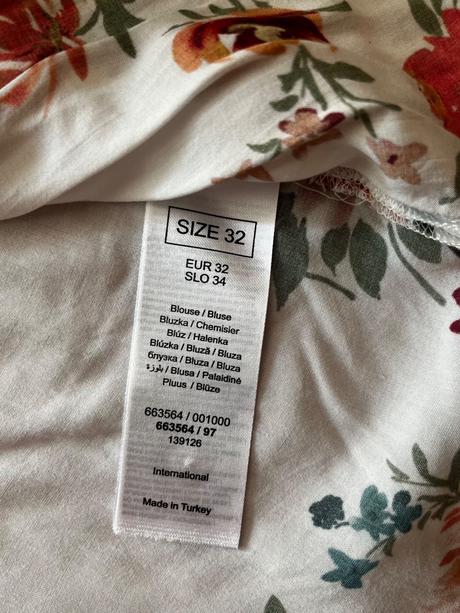 SIZE 32
EUR 32
SLO 34
Blouse / Bluse
Bluzka / Chemisier
Blúz / Halenka
Blúzka / Bluză / Bluza
блузка / Bluza / Bluza
بلوزة / Blusa / Palaidinė
Pluus / Blūze
663564 / 001000
663564 / 97
139126
International
Made in Turkey